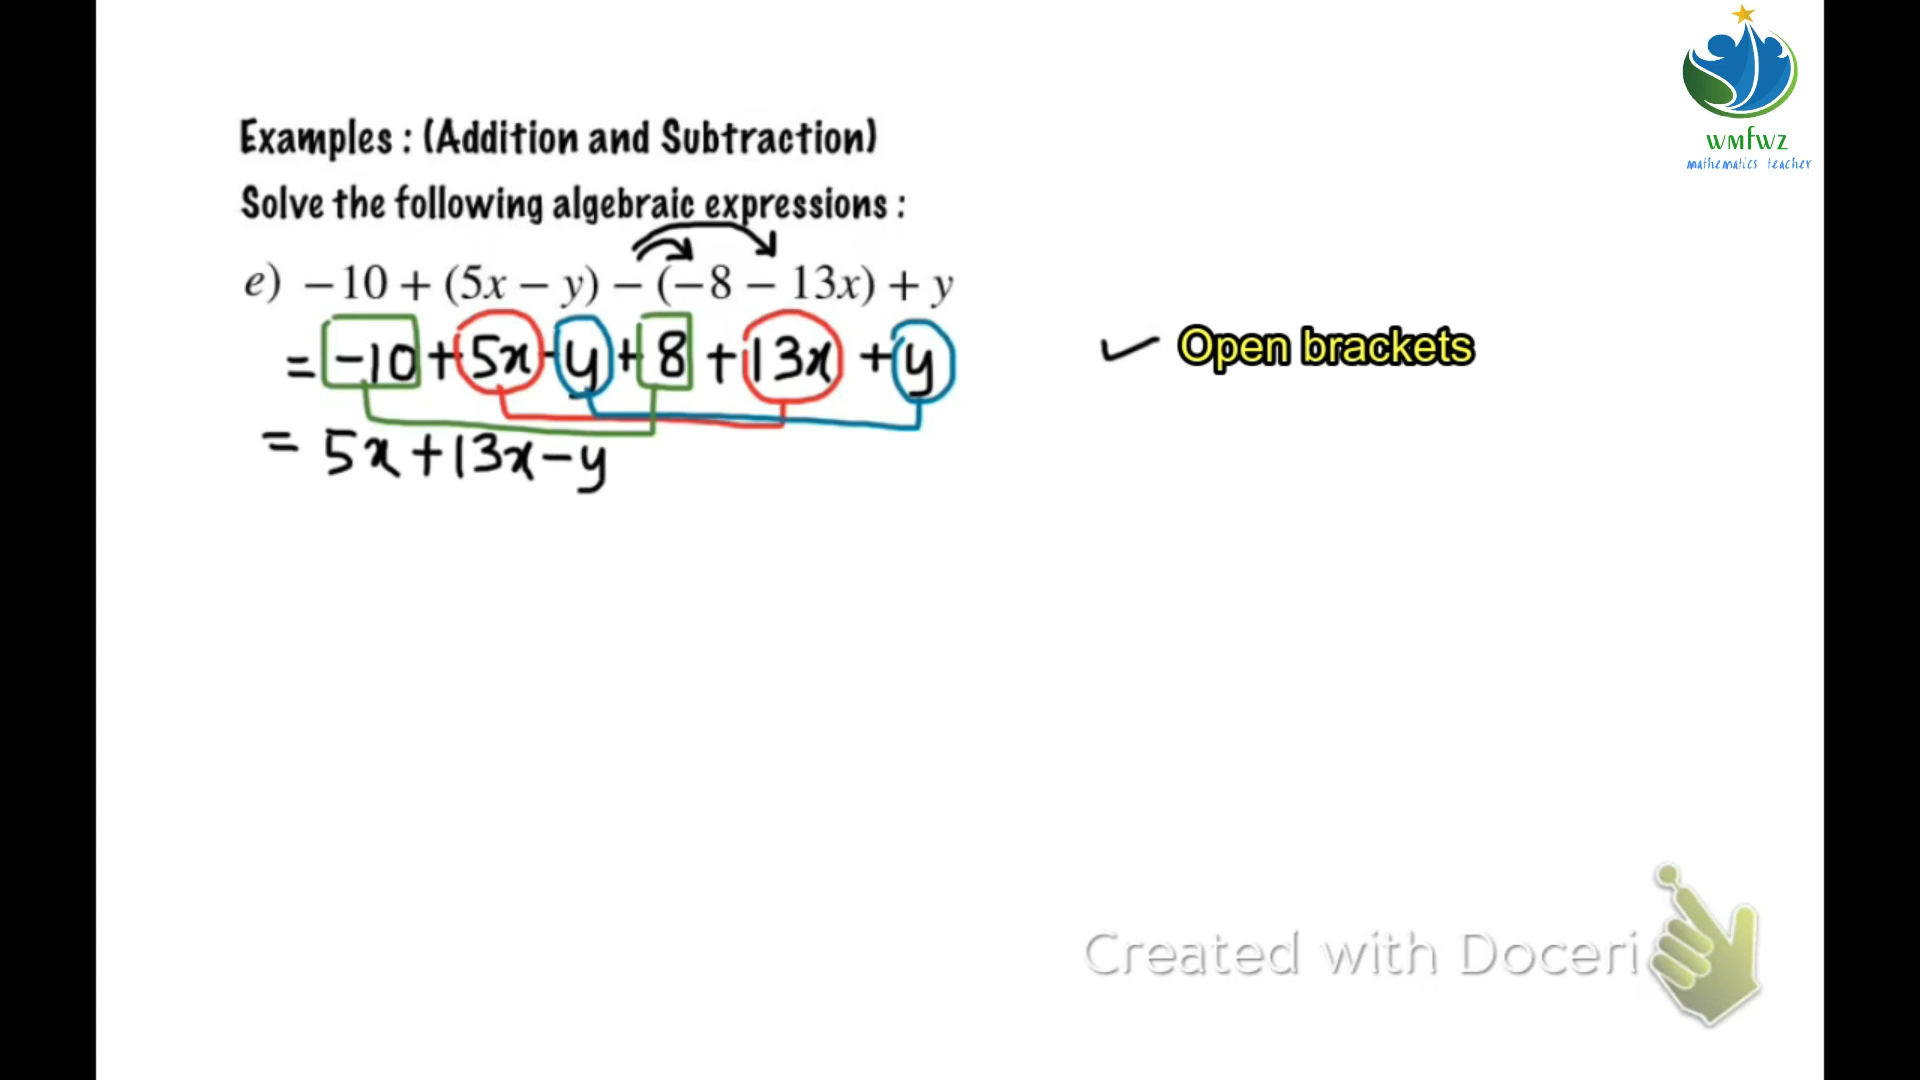 wmfwz
mathematics teacher
Examples : (Addition and Subtraction)
Solve the following algebraic expressions :
e) −10 + (5x − y) − (−8 − 13x) + y
= -10 +5x -y +8 +13x +y
Open brackets
= 5x+13x-y
Created with Doceri